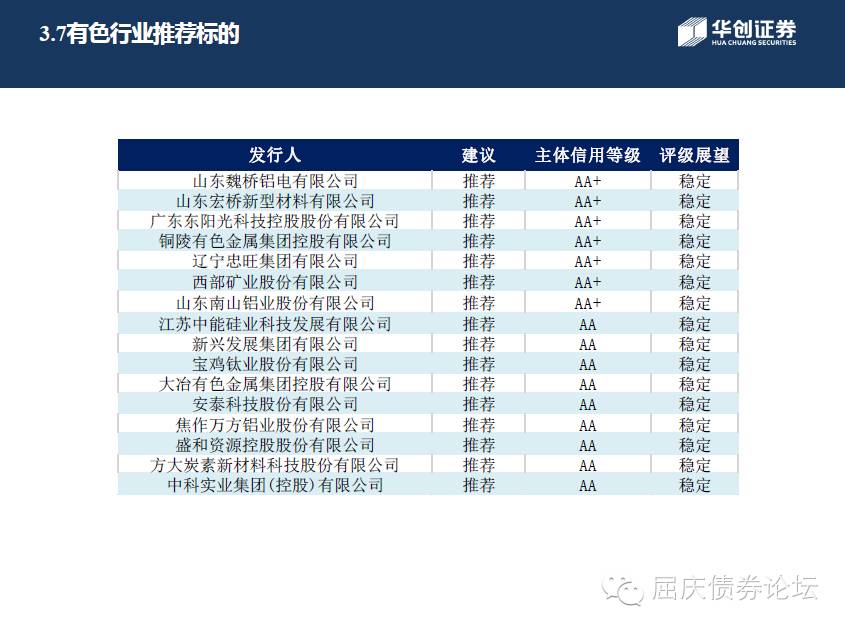 3.7有色行业推荐标的
华创证券
HUA CHUANG SECURITIES
发行人 建议 主体信用等级 评级展望
山东魏桥铝电有限公司 推荐 AA+ 稳定
山东宏桥新型材料有限公司 推荐 AA+ 稳定
广东东阳光科技控股股份有限公司 推荐 AA+ 稳定
铜陵有色金属集团控股有限公司 推荐 AA+ 稳定
辽宁忠旺集团有限公司 推荐 AA+ 稳定
西部矿业股份有限公司 推荐 AA+ 稳定
山东南山铝业股份有限公司 推荐 AA+ 稳定
江苏中能硅业科技发展有限公司 推荐 AA 稳定
新兴发展集团有限公司 推荐 AA 稳定
宝鸡钛业股份有限公司 推荐 AA 稳定
大冶有色金属集团控股有限公司 推荐 AA 稳定
安泰科技股份有限公司 推荐 AA 稳定
焦作万方铝业股份有限公司 推荐 AA 稳定
盛和资源控股股份有限公司 推荐 AA 稳定
方大炭素新材料科技股份有限公司 推荐 AA 稳定
中科实业集团(控股)有限公司 推荐 AA 稳定
屈庆债券论坛